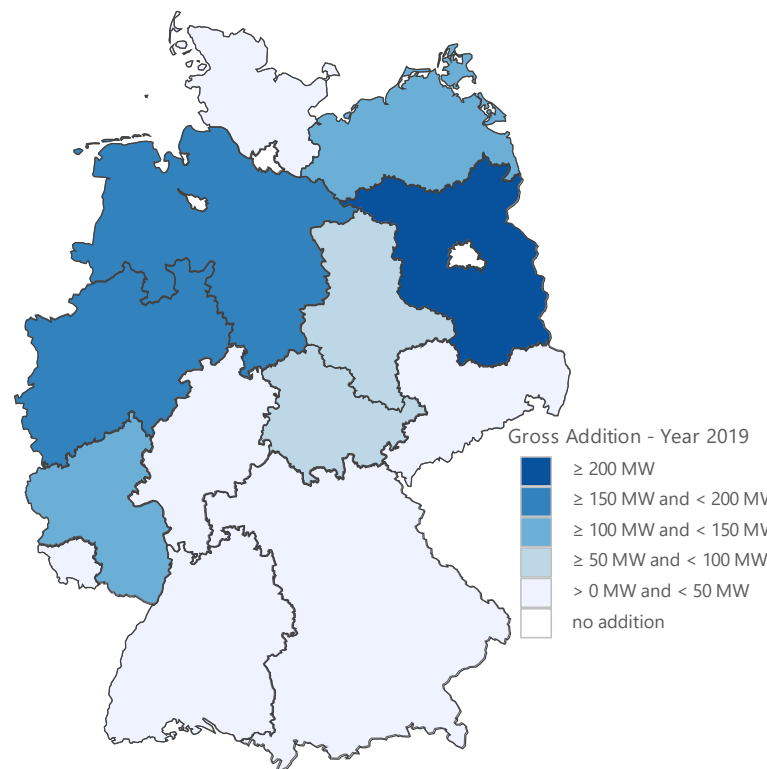 Gross Addition - Year 2019
≥ 200 MW
≥ 150 MW and < 200 MW
≥ 100 MW and < 150 MW
≥ 50 MW and < 100 MW
> 0 MW and < 50 MW
no addition